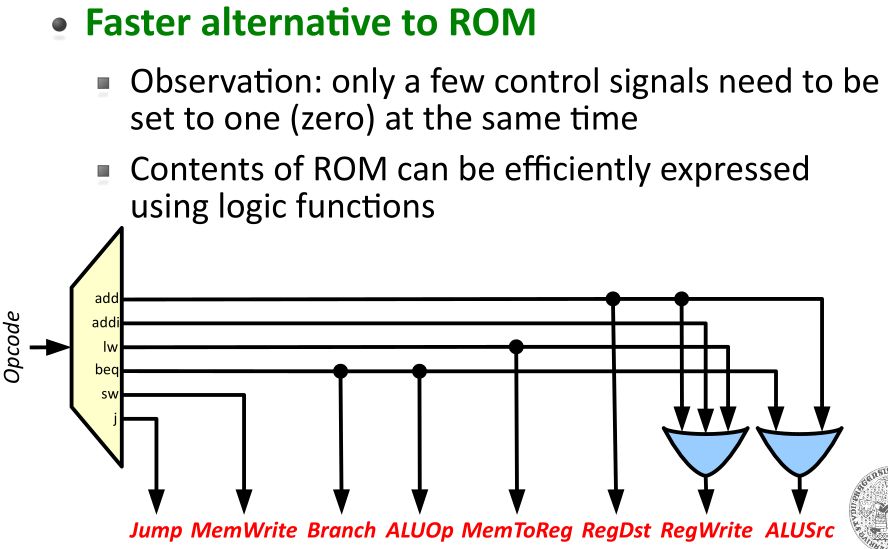 Faster alternative to ROM
Observation: only a few control signals need to be
set to one (zero) at the same time
Contents of ROM can be efficiently expressed
using logic functions
Opcode
add
addi
lw
beq
sw
j
Jump MemWrite Branch ALUOp MemToReg RegDst RegWrite ALUSrc